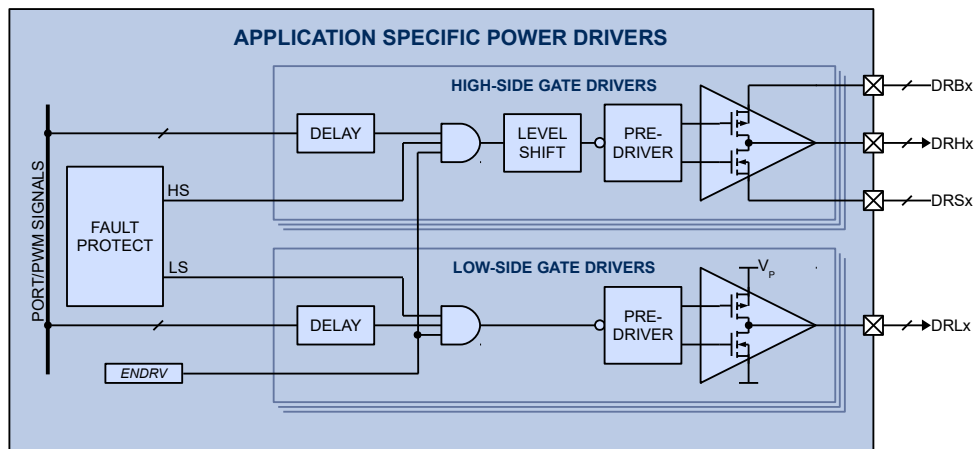 APPLICATION SPECIFIC POWER DRIVERS
HIGH-SIDE GATE DRIVERS
DRBx
DELAY
LEVEL
SHIFT
PRE-
DRIVER
DRHx
HS
DRSx
PORT/PWM SIGNALS
FAULT
PROTECT
LS
LOW-SIDE GATE DRIVERS
VP
DELAY
PRE-
DRIVER
DRLx
ENDRV